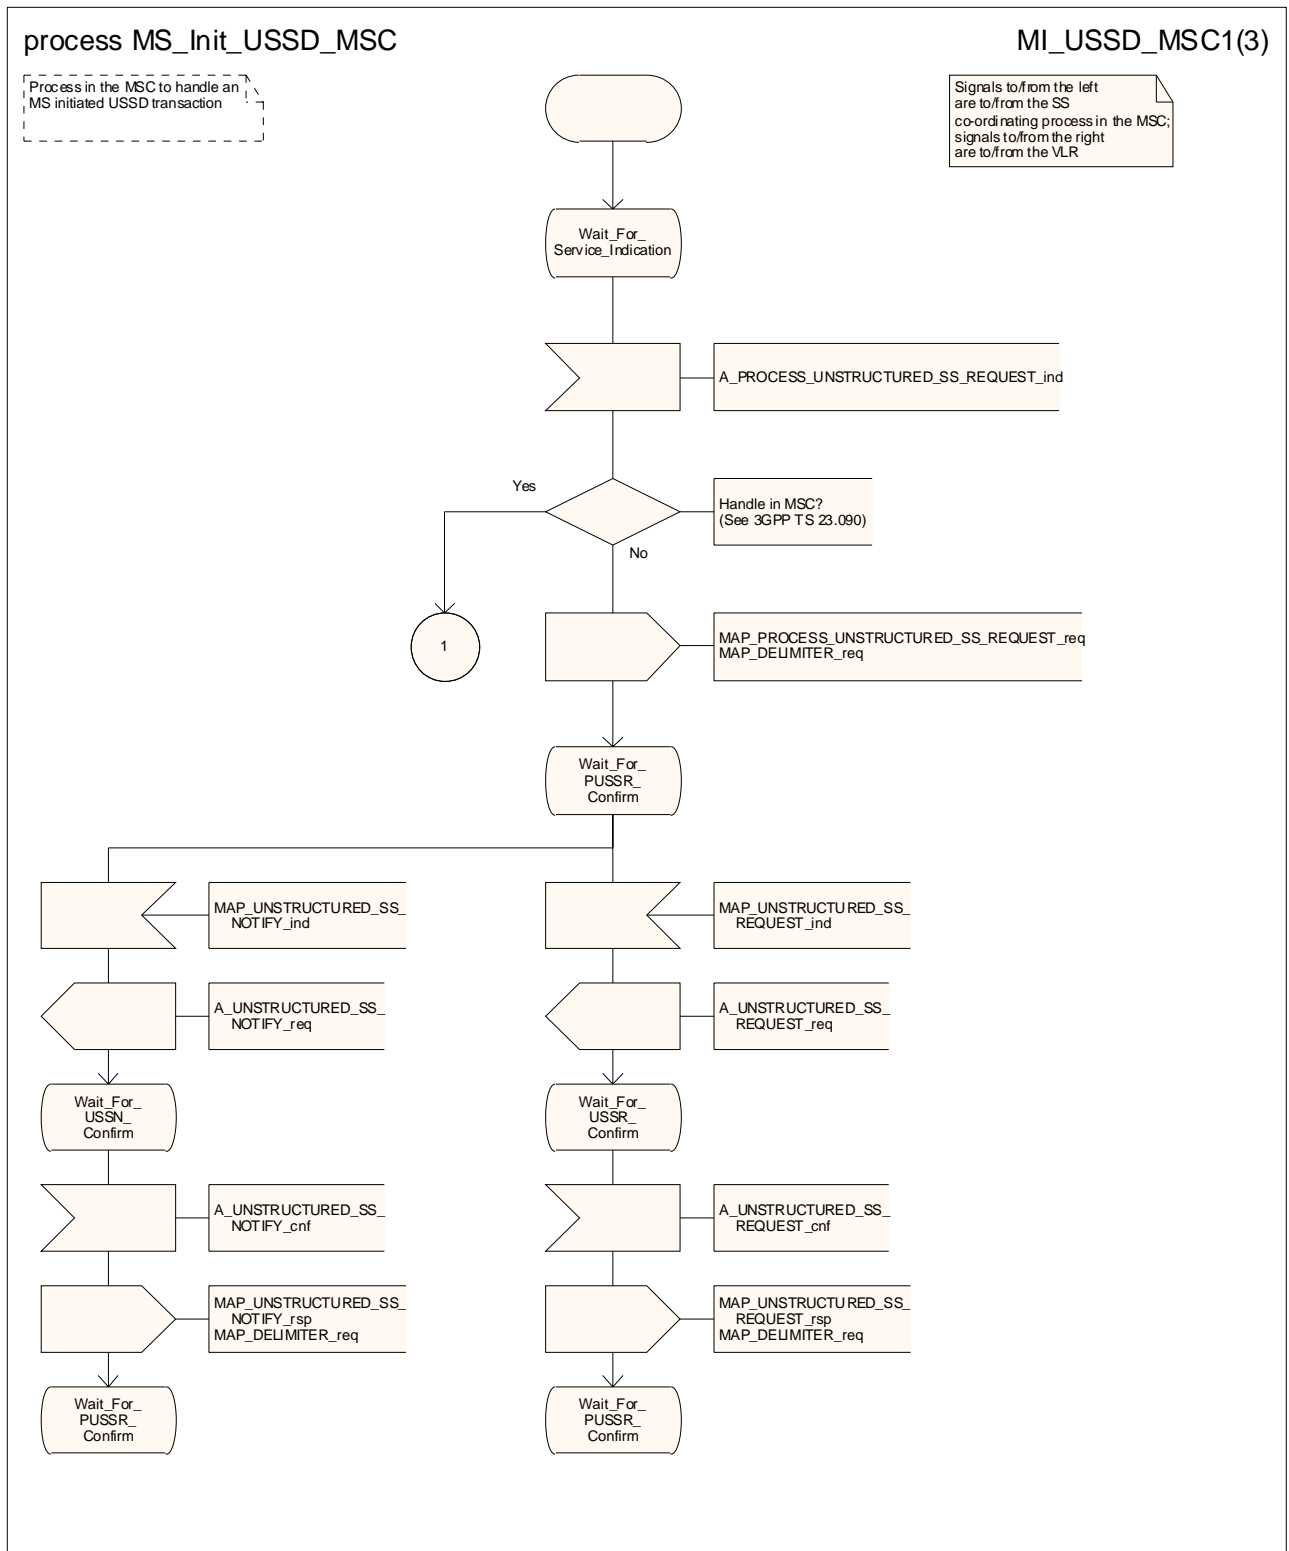 process MS_Init_USSD_MSC
MI_USSD_MSC1(3)
Process in the MSC to handle an
MS initiated USSD transaction
Signals to/from the left
are to/from the SS
co-ordinating process in the MSC;
signals to/from the right
are to/from the VLR
Wait_For_
Service_Indication
A_PROCESS_UNSTRUCTURED_SS_REQUEST_ind
Yes
Handle in MSC?
(See 3GPP TS 23.090)
No
1
MAP_PROCESS_UNSTRUCTURED_SS_REQUEST_req
MAP_DELIMITER_req
Wait_For_
PUSSR_
Confirm
MAP_UNSTRUCTURED_SS_
NOTIFY_ind
MAP_UNSTRUCTURED_SS_
REQUEST_ind
A_UNSTRUCTURED_SS_
NOTIFY_req
A_UNSTRUCTURED_SS_
REQUEST_req
Wait_For_
USSN_
Confirm
Wait_For_
USSR_
Confirm
A_UNSTRUCTURED_SS_
NOTIFY_cnf
A_UNSTRUCTURED_SS_
REQUEST_cnf
MAP_UNSTRUCTURED_SS_
NOTIFY_rsp
MAP_DELIMITER_req
MAP_UNSTRUCTURED_SS_
REQUEST_rsp
MAP_DELIMITER_req
Wait_For_
PUSSR_
Confirm
Wait_For_
PUSSR_
Confirm